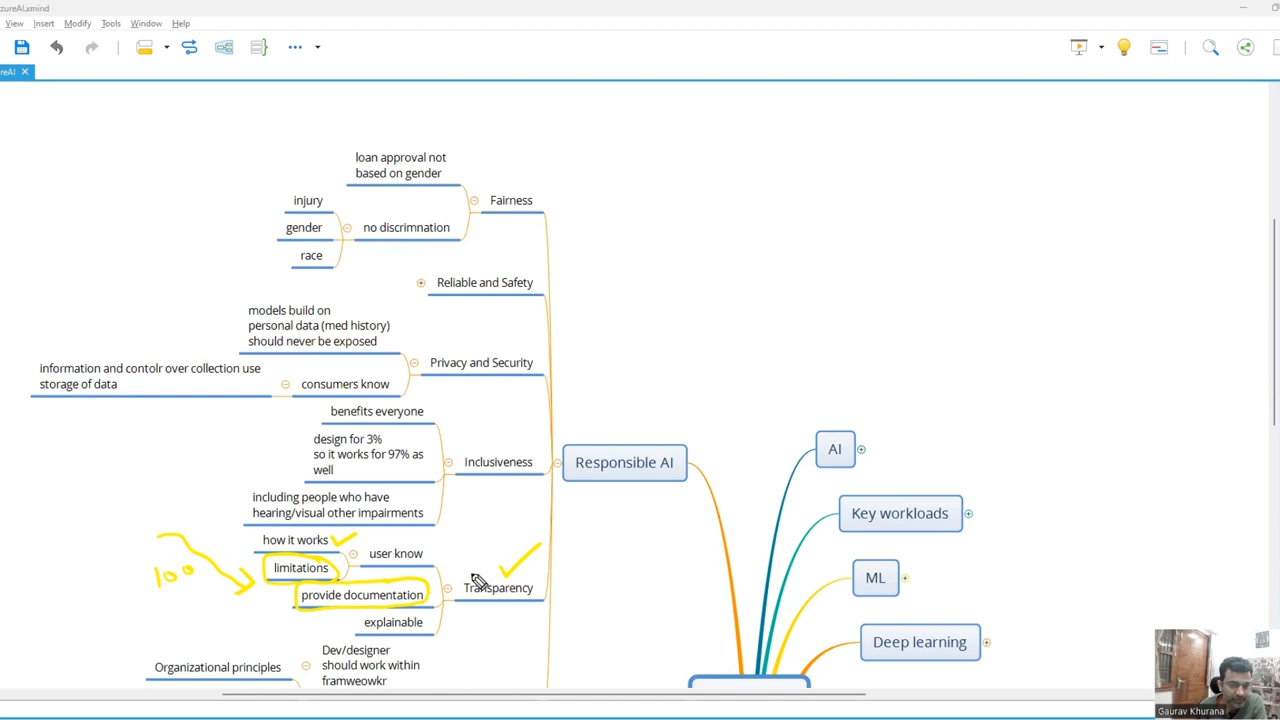 zureAI.xmind
View Insert Modify Tools Window Help
reAI
loan approval not
based on gender
Fairness
injury
gender
race
no discrimnation
Reliable and Safety
models build on
personal data (med history)
should never be exposed
Privacy and Security
information and contolr over collection use
storage of data
consumers know
benefits everyone
design for 3%
so it works for 97% as
well
Inclusiveness
including people who have
hearing/visual other impairments
how it works
user know
limitations
100
provide documentation
Transparency
explainable
Dev/designer
should work within
framweowkr
Organizational principles
Responsible AI
AI
Key workloads
ML
Deep learning
Gaurav Khurana